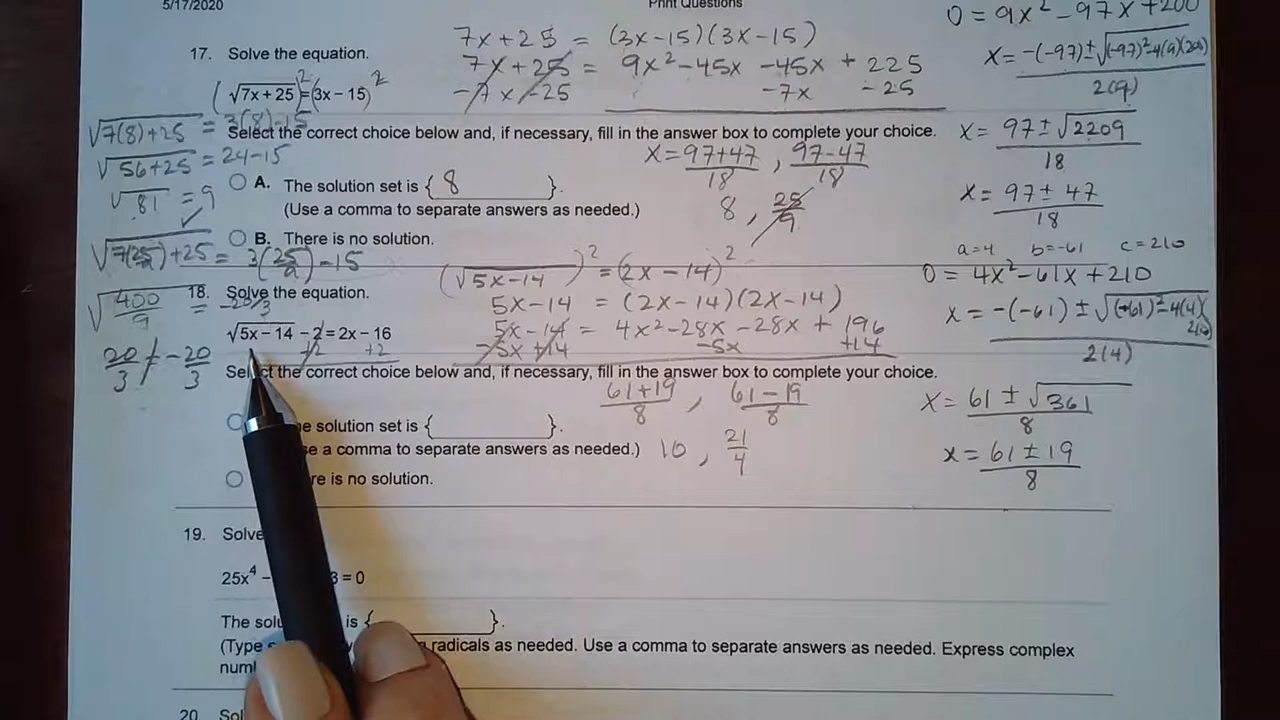 5/17/2020 Print Questions
0 = 9x² - 97x + 200
17. Solve the equation.
7x + 25 = (3x - 15)(3x - 15)
7x + 25 = 9x² - 45x - 45x + 225
-7x -25 -7x -25
x = -(-97) ± √(-97)² - 4(9)(200)
2(9)
(√7x + 25)² = (3x - 15)²
√7(8) + 25 = 3(8) - 15
Select the correct choice below and, if necessary, fill in the answer box to complete your choice.
x = 97 ± √2209
18
√56 + 25 = 24 - 15
x = 97 + 47 , 97 - 47
18 18
A. The solution set is { 8 }.
(Use a comma to separate answers as needed.)
√81 = 9 ✓
8 , 25/9
x = 97 ± 47
18
B. There is no solution.
√7(25/9) + 25 = 3(25/9) - 15
a = 4 b = -61 c = 210
0 = 4x² - 61x + 210
√400/9 = -20/3
20/3 ≠ -20/3
18. Solve the equation.
(√5x - 14)² = (2x - 14)²
5x - 14 = (2x - 14)(2x - 14)
√5x - 14 - 2 = 2x - 16
+2 +2
5x - 14 = 4x² - 28x - 28x + 196
-5x +14 -5x +14
x = -(-61) ± √(-61)² - 4(4)(210)
2(4)
Select the correct choice below and, if necessary, fill in the answer box to complete your choice.
61 + 19 , 61 - 19
8 8
x = 61 ± √361
8
solution set is { }.
a comma to separate answers as needed.)
10 , 21/4
x = 61 ± 19
8
is no solution.
19.
25x⁴ = 0
The is { }.
(Type radicals as needed. Use a comma to separate answers as needed. Express complex
20.